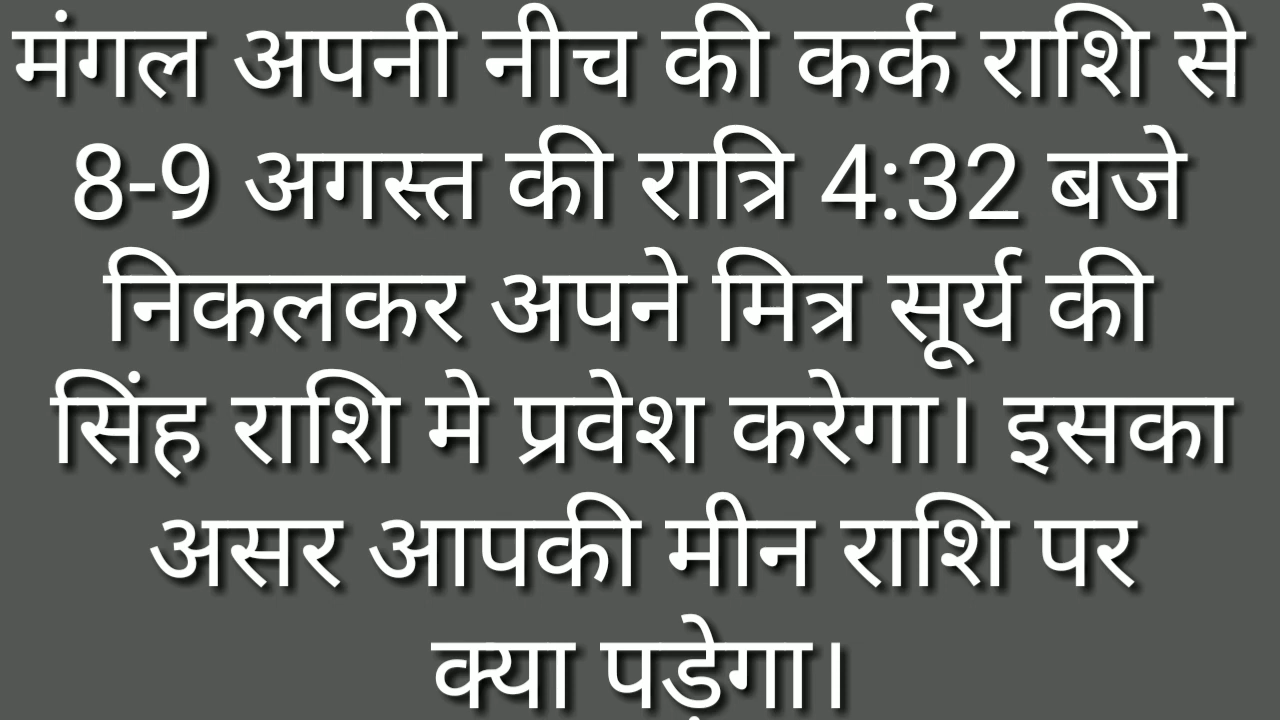 मंगल अपनी नीच की कर्क राशि से
8-9 अगस्त की रात्रि 4:32 बजे
निकलकर अपने मित्र सूर्य की
सिंह राशि मे प्रवेश करेगा। इसका
असर आपकी मीन राशि पर
क्या पड़ेगा।